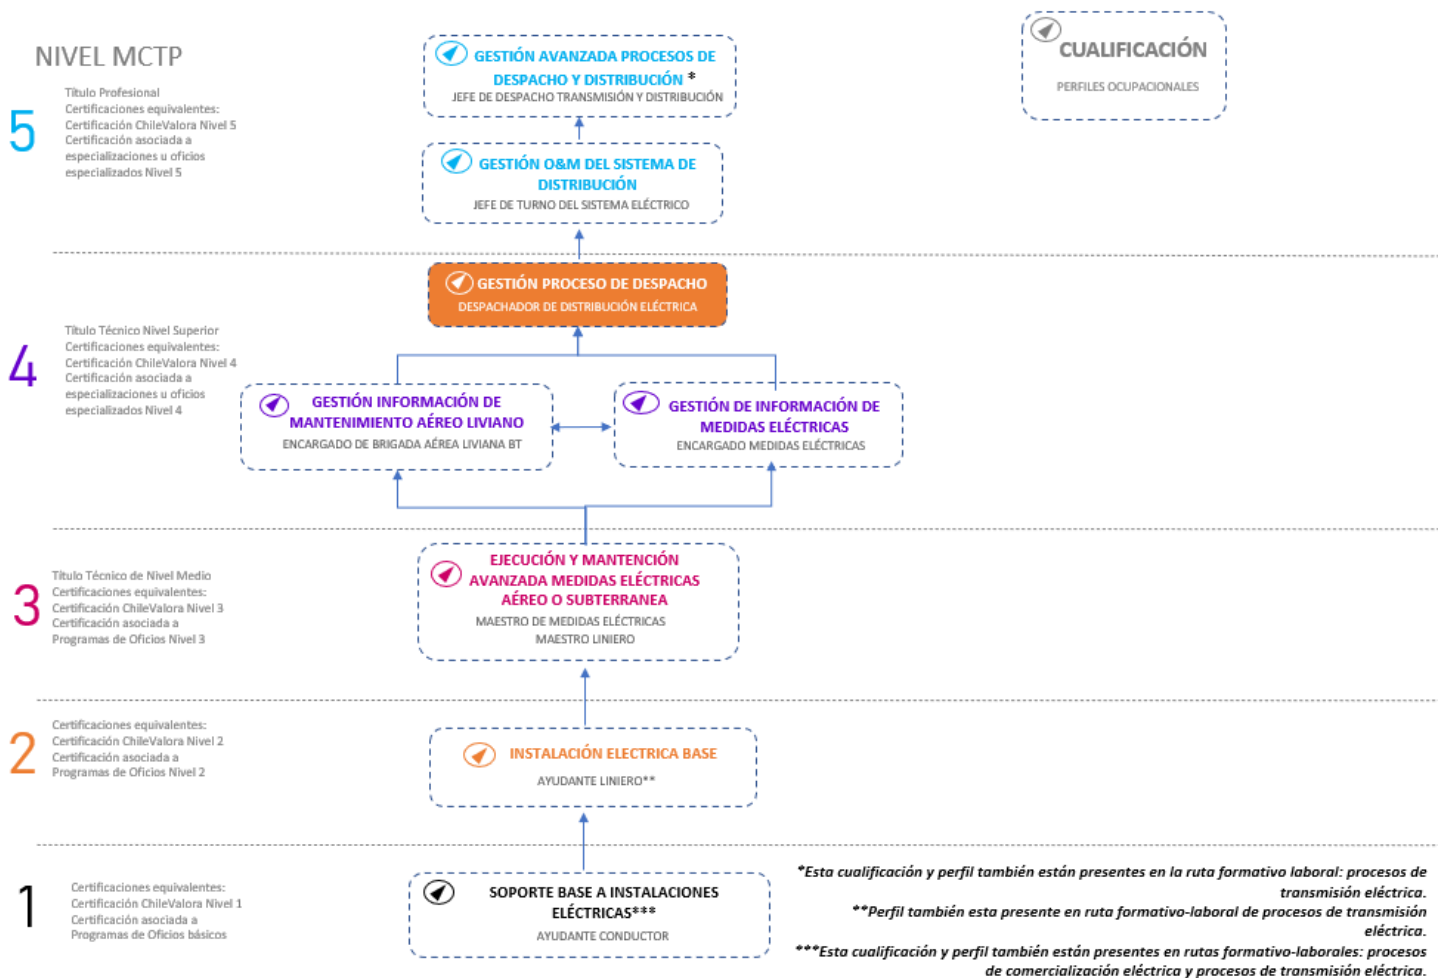 NIVEL MCTP
5
Título Profesional
Certificaciones equivalentes:
Certificación ChileValora Nivel 5
Certificación asociada a
especializaciones u oficios
especializados Nivel 5
GESTIÓN AVANZADA PROCESOS DE
DESPACHO Y DISTRIBUCIÓN *
JEFE DE DESPACHO TRANSMISIÓN Y DISTRIBUCIÓN
CUALIFICACIÓN
PERFILES OCUPACIONALES
GESTIÓN O&M DEL SISTEMA DE
DISTRIBUCIÓN
JEFE DE TURNO DEL SISTEMA ELÉCTRICO
4
Título Técnico Nivel Superior
Certificaciones equivalentes:
Certificación ChileValora Nivel 4
Certificación asociada a
especializaciones u oficios
especializados Nivel 4
GESTIÓN PROCESO DE DESPACHO
DESPACHADOR DE DISTRIBUCIÓN ELÉCTRICA
GESTIÓN INFORMACIÓN DE
MANTENIMIENTO AÉREO LIVIANO
ENCARGADO DE BRIGADA AÉREA LIVIANA BT
GESTIÓN DE INFORMACIÓN DE
MEDIDAS ELÉCTRICAS
ENCARGADO MEDIDAS ELÉCTRICAS
3
Título Técnico de Nivel Medio
Certificaciones equivalentes:
Certificación ChileValora Nivel 3
Certificación asociada a
Programas de Oficios Nivel 3
EJECUCIÓN Y MANTENCIÓN
AVANZADA MEDIDAS ELÉCTRICAS
AÉREO O SUBTERRANEA
MAESTRO DE MEDIDAS ELÉCTRICAS
MAESTRO LINIERO
2
Certificaciones equivalentes:
Certificación ChileValora Nivel 2
Certificación asociada a
Programas de Oficios Nivel 2
INSTALACIÓN ELECTRICA BASE
AYUDANTE LINIERO**
1
Certificaciones equivalentes:
Certificación ChileValora Nivel 1
Certificación asociada a
Programas de Oficios básicos
SOPORTE BASE A INSTALACIONES
ELÉCTRICAS***
AYUDANTE CONDUCTOR
*Esta cualificación y perfil también están presentes en la ruta formativo laboral: procesos de
transmisión eléctrica.
**Perfil también esta presente en ruta formativo-laboral de procesos de transmisión
eléctrica.
***Esta cualificación y perfil también están presentes en rutas formativo-laborales: procesos
de comercialización eléctrica y procesos de transmisión eléctrica.